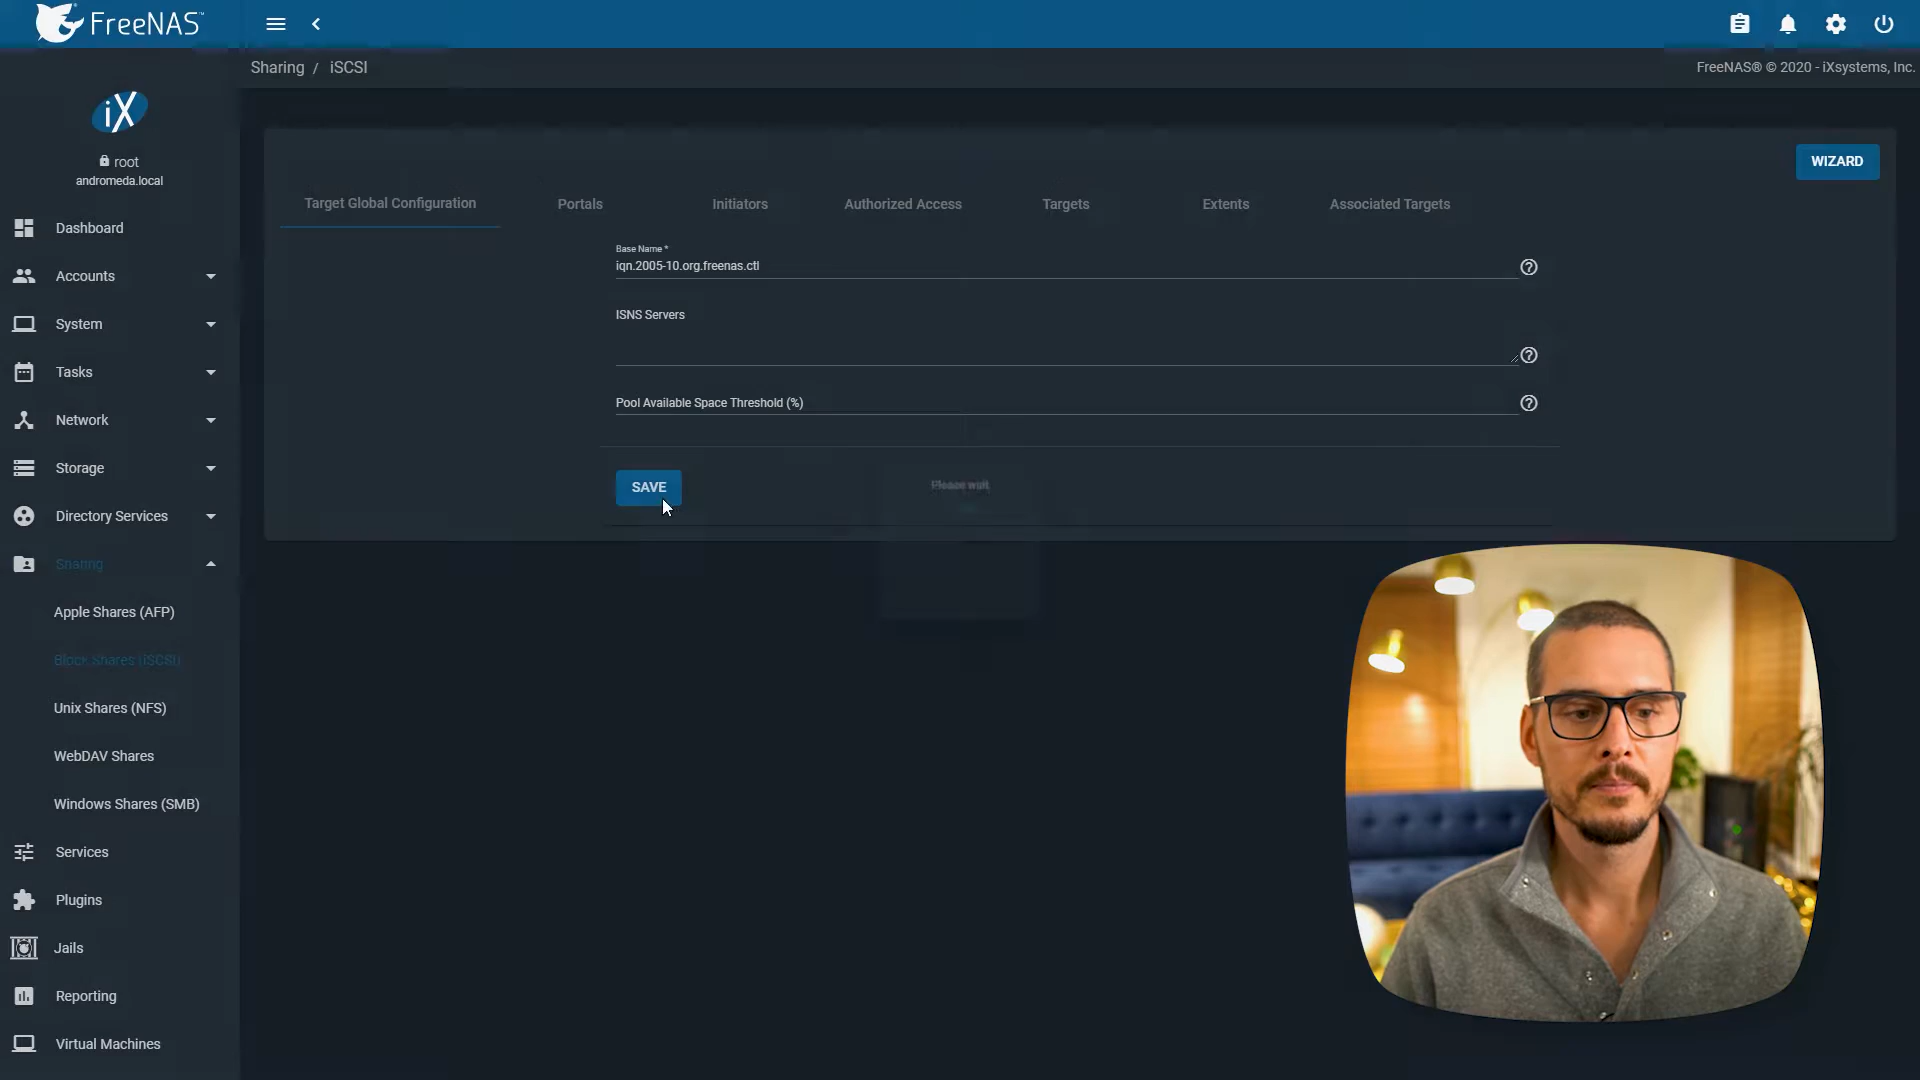 FreeNAS™
Sharing / iSCSI
FreeNAS® © 2020 - iXsystems, Inc.
iX
root
andromeda.local
WIZARD
Target Global Configuration
Portals
Initiators
Authorized Access
Targets
Extents
Associated Targets
Dashboard
Accounts
System
Tasks
Network
Storage
Directory Services
Sharing
Apple Shares (AFP)
Block Shares (iSCSI)
Unix Shares (NFS)
WebDAV Shares
Windows Shares (SMB)
Services
Plugins
Jails
Reporting
Virtual Machines
Base Name *
iqn.2005-10.org.freenas.ctl
ISNS Servers
Pool Available Space Threshold (%)
SAVE
Please wait